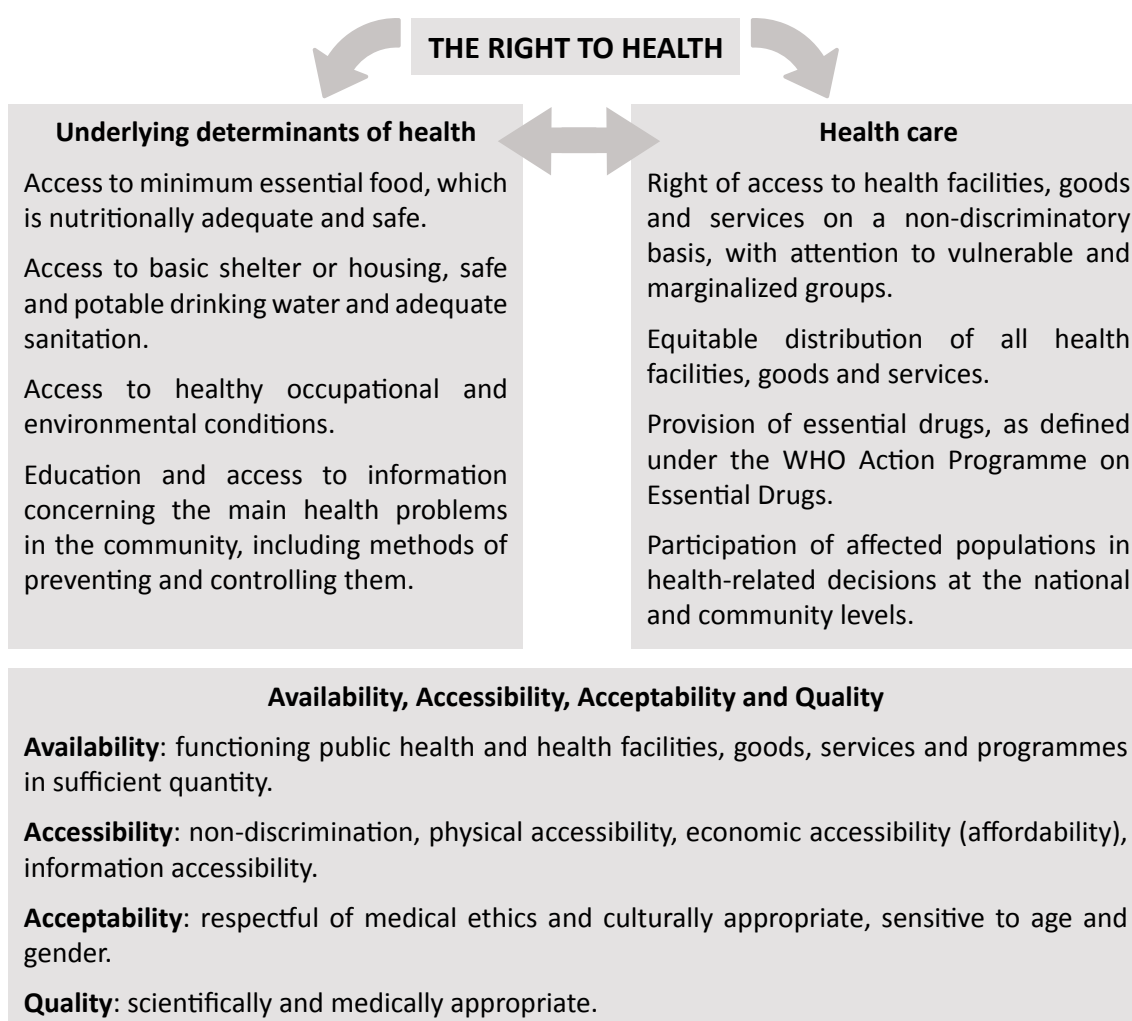 THE RIGHT TO HEALTH
Underlying determinants of health
Access to minimum essential food, which
is nutritionally adequate and safe.
Access to basic shelter or housing, safe
and potable drinking water and adequate
sanitation.
Access to healthy occupational and
environmental conditions.
Education and access to information
concerning the main health problems
in the community, including methods of
preventing and controlling them.
Health care
Right of access to health facilities, goods
and services on a non-discriminatory
basis, with attention to vulnerable and
marginalized groups.
Equitable distribution of all health
facilities, goods and services.
Provision of essential drugs, as defined
under the WHO Action Programme on
Essential Drugs.
Participation of affected populations in
health-related decisions at the national
and community levels.
Availability, Accessibility, Acceptability and Quality
Availability: functioning public health and health facilities, goods, services and programmes
in sufficient quantity.
Accessibility: non-discrimination, physical accessibility, economic accessibility (affordability),
information accessibility.
Acceptability: respectful of medical ethics and culturally appropriate, sensitive to age and
gender.
Quality: scientifically and medically appropriate.